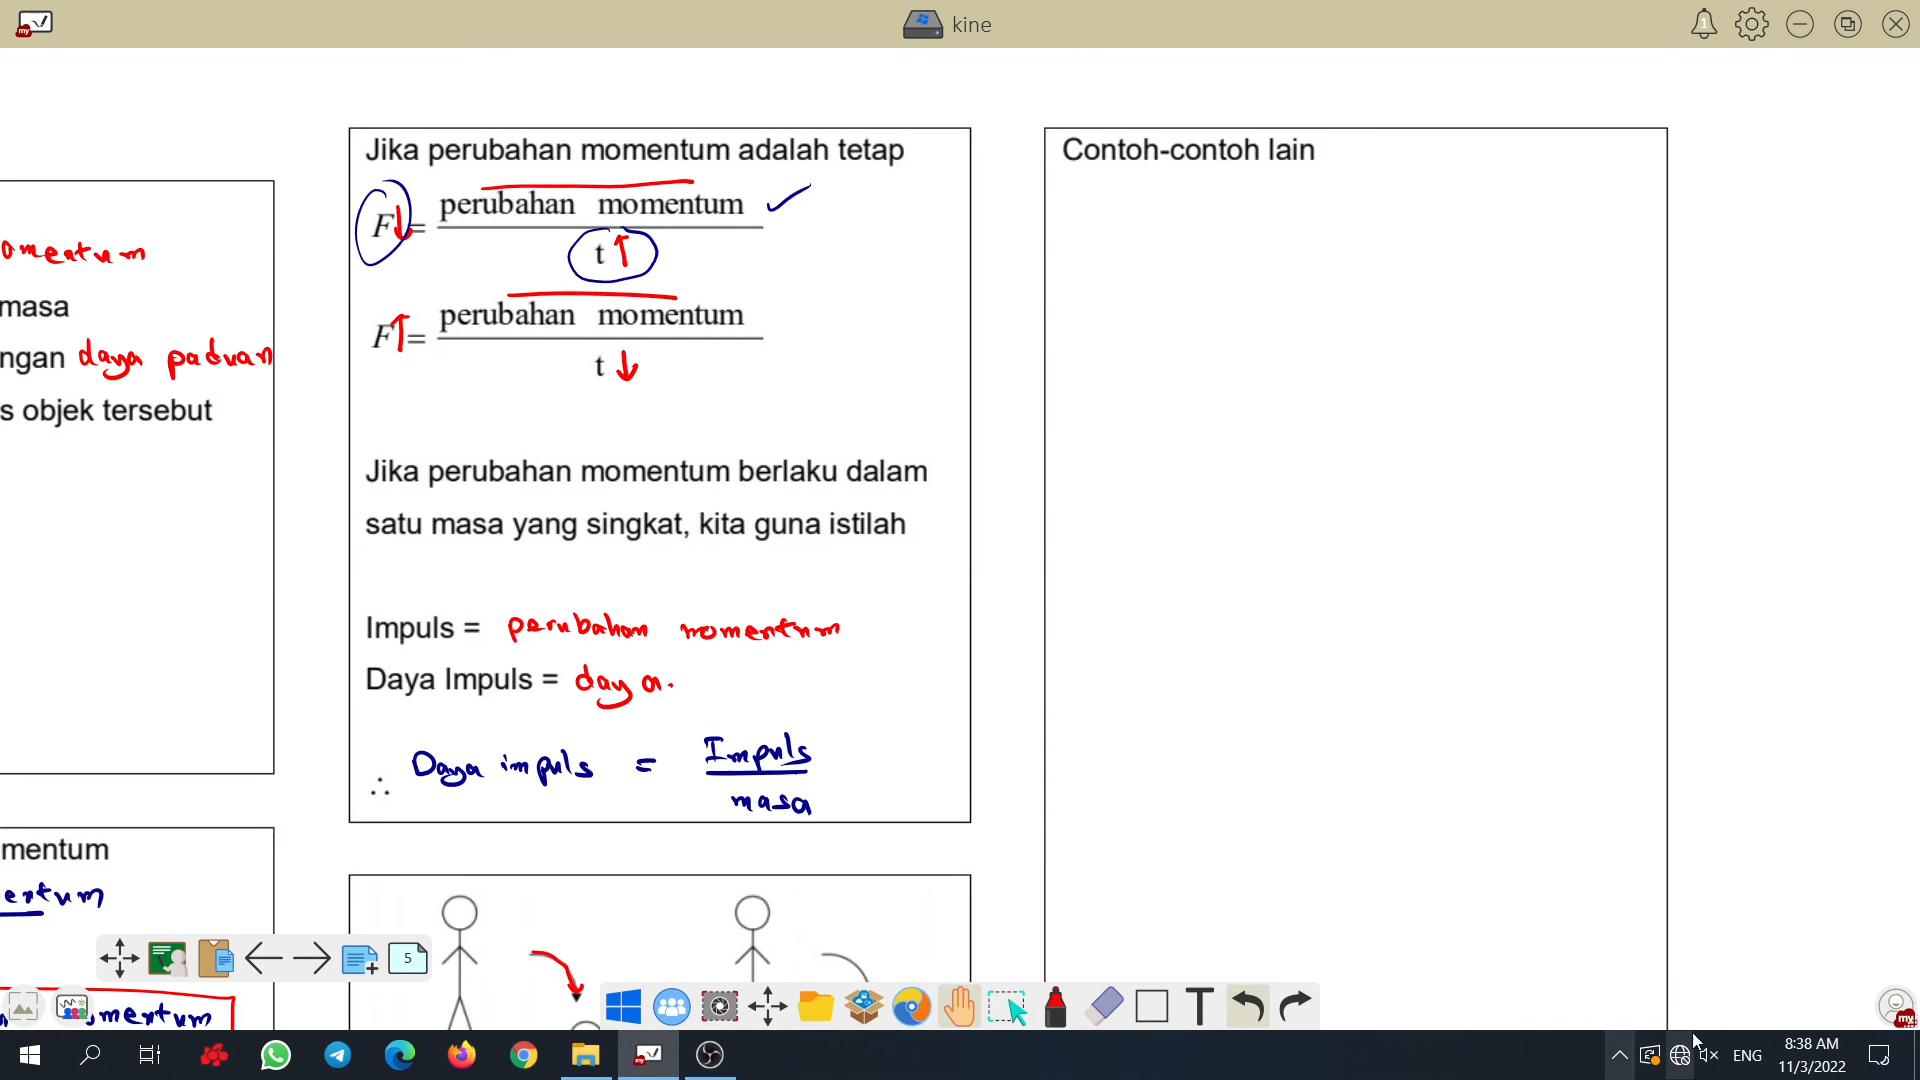 kine
omentum
masa
ngan daya paduan
s objek tersebut
mentum
entum
omentum
Jika perubahan momentum adalah tetap
F↓ = perubahan momentum
t ↑
F↑ = perubahan momentum
t ↓
Jika perubahan momentum berlaku dalam
satu masa yang singkat, kita guna istilah
Impuls = perubahan momentum
Daya Impuls = daya.
∴ Daya impuls = Impuls
masa
Contoh-contoh lain
5
ENG
8:38 AM
11/3/2022